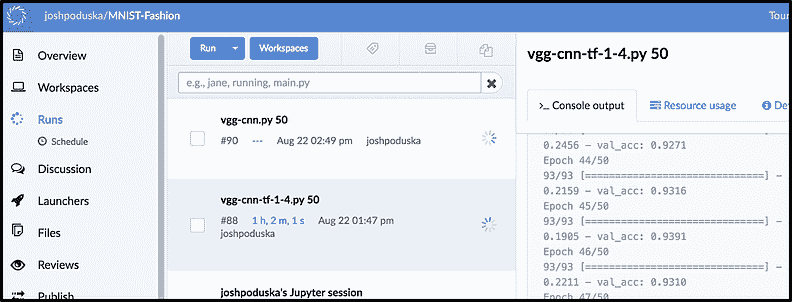 joshpoduska/MNIST-Fashion
Tour
Overview
Workspaces
Runs
Schedule
Discussion
Launchers
Files
Reviews
Publish
Run
Workspaces
e.g., jane, running, main.py
vgg-cnn.py 50
#90 --- Aug 22 02:49 pm joshpoduska
vgg-cnn-tf-1-4.py 50
#88 1 h, 2 m, 1 s Aug 22 01:47 pm
joshpoduska
joshpoduska's Jupyter session
vgg-cnn-tf-1-4.py 50
>_ Console output
Resource usage
De
0.2456 - val_acc: 0.9271
Epoch 44/50
93/93 [==============================] -
0.2159 - val_acc: 0.9316
Epoch 45/50
93/93 [==============================] -
0.1905 - val_acc: 0.9391
Epoch 46/50
93/93 [==============================] -
0.2211 - val_acc: 0.9310
Epoch 47/50